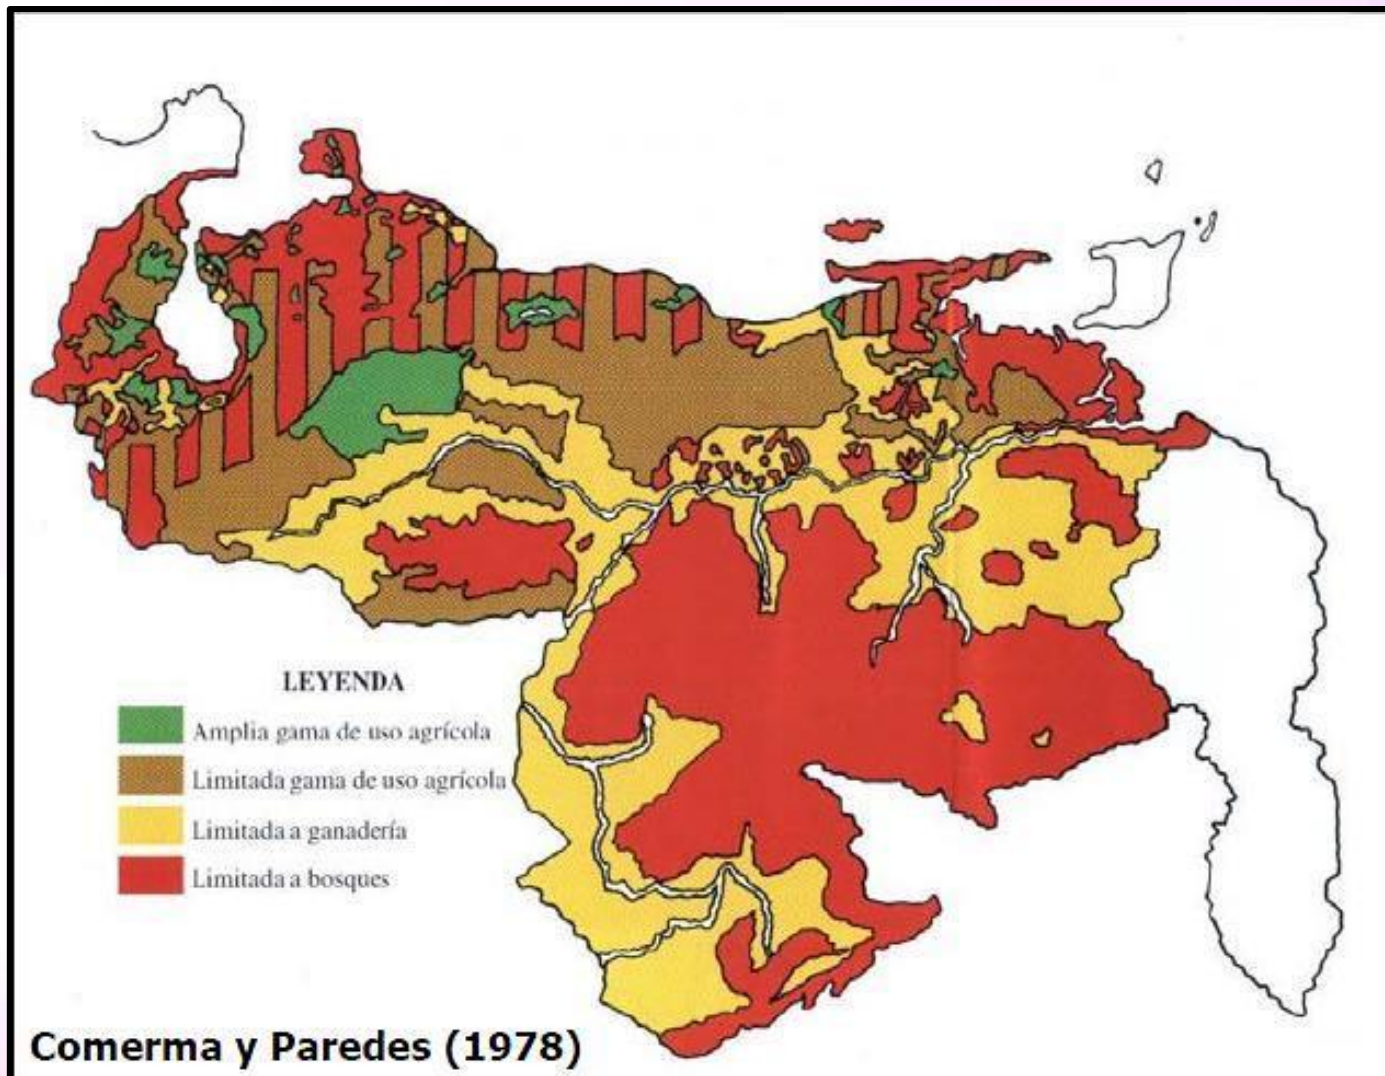 LEYENDA
Amplia gama de uso agrícola
Limitada gama de uso agrícola
Limitada a ganadería
Limitada a bosques
Comerma y Paredes (1978)